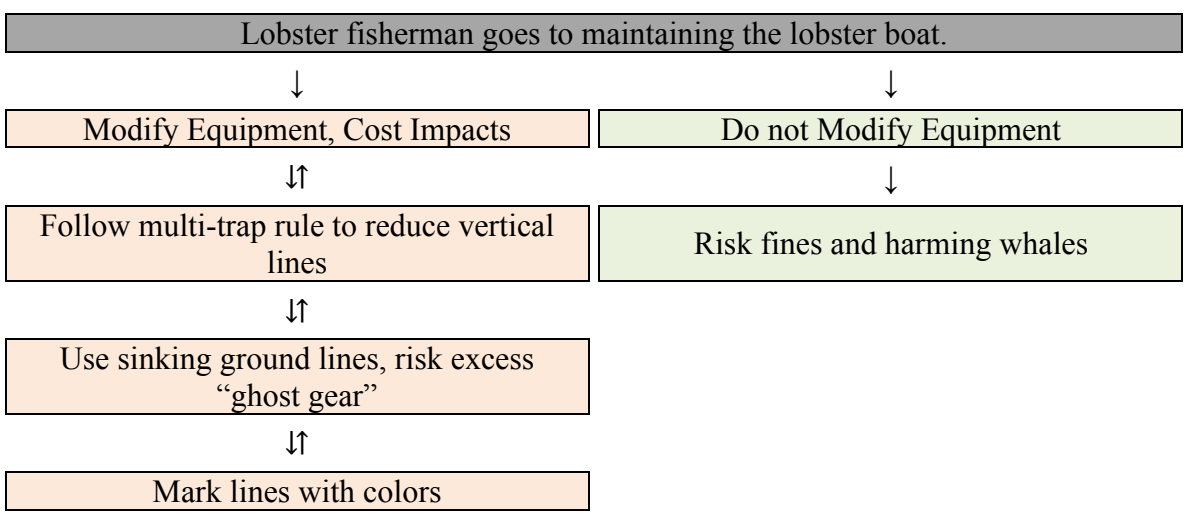 Lobster fisherman goes to maintaining the lobster boat.
↓ ↓
Modify Equipment, Cost Impacts
Do not Modify Equipment
↓↑ ↓
Follow multi-trap rule to reduce vertical
lines
Risk fines and harming whales
↓↑
Use sinking ground lines, risk excess
“ghost gear”
↓↑
Mark lines with colors